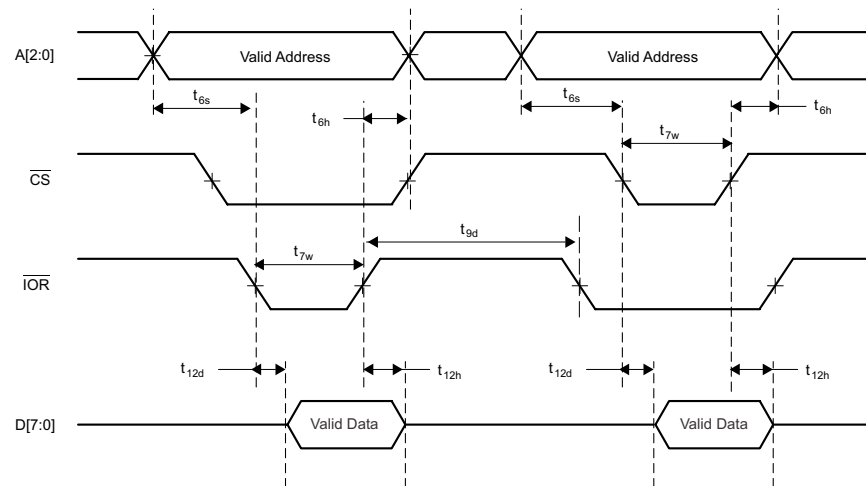 A[2:0]
Valid Address
Valid Address
t6s
t6h
t6s
t6h
t7w
CS
t9d
t7w
IOR
t12d
t12h
t12d
t12h
D[7:0]
Valid Data
Valid Data